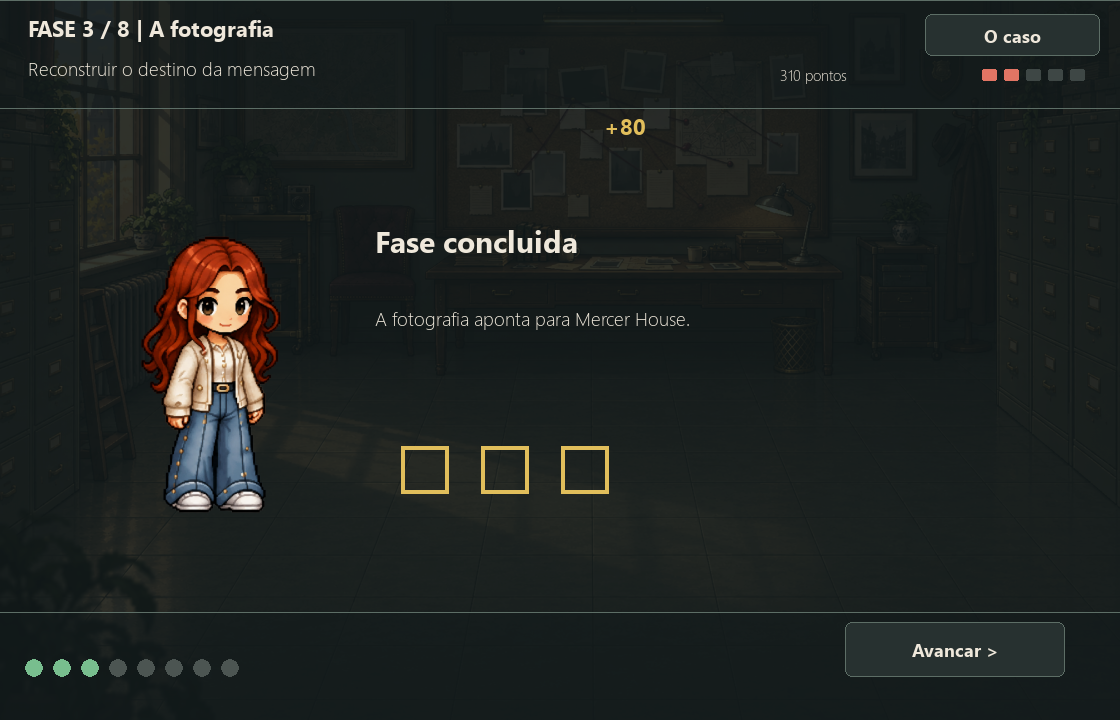 FASE 3 / 8 | A fotografia
O caso
Reconstruir o destino da mensagem
310 pontos
+80
Fase concluida
A fotografia aponta para Mercer House.
Avancar >